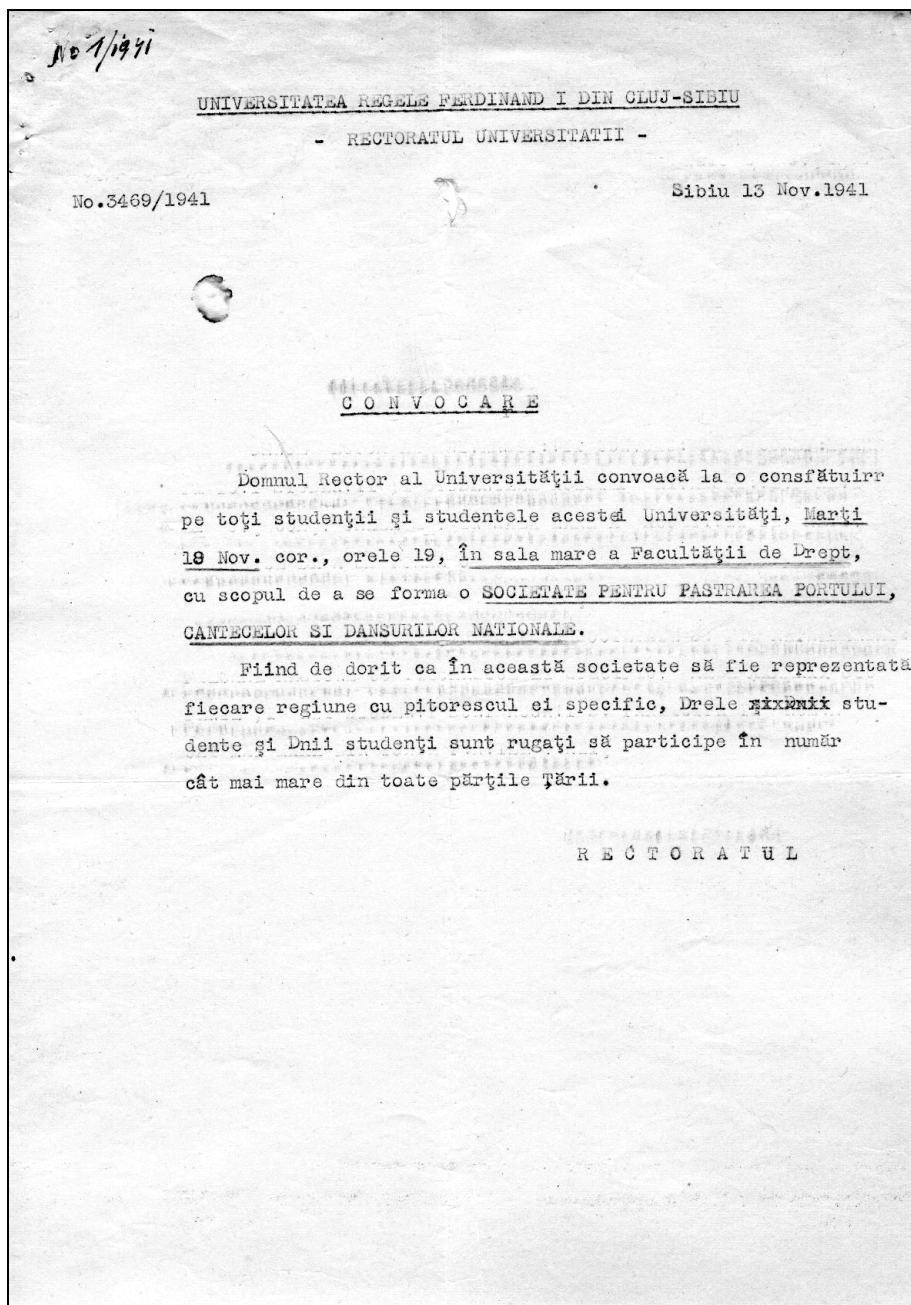 No 1/1941
UNIVERSITATEA REGELE FERDINAND I DIN CLUJ-SIBIU
- RECTORATUL UNIVERSITATII -
No.3469/1941
Sibiu 13 Nov.1941
C O N V O C A R E
Domnul Rector al Universităţii convoacă la o consfătuirr
pe toţi studenţii şi studentele acestei Universităţi, Marţi
18 Nov. cor., orele 19, în sala mare a Facultăţii de Drept,
cu scopul de a se forma o SOCIETATE PENTRU PASTRAREA PORTULUI,
CANTECELOR SI DANSURILOR NATIONALE.
Fiind de dorit ca în această societate să fie reprezentată
fiecare regiune cu pitorescul ei specific, Drele stu-
dente şi Dnii studenţi sunt rugaţi să participe în număr
cât mai mare din toate părţile Ţării.
R E C T O R A T U L